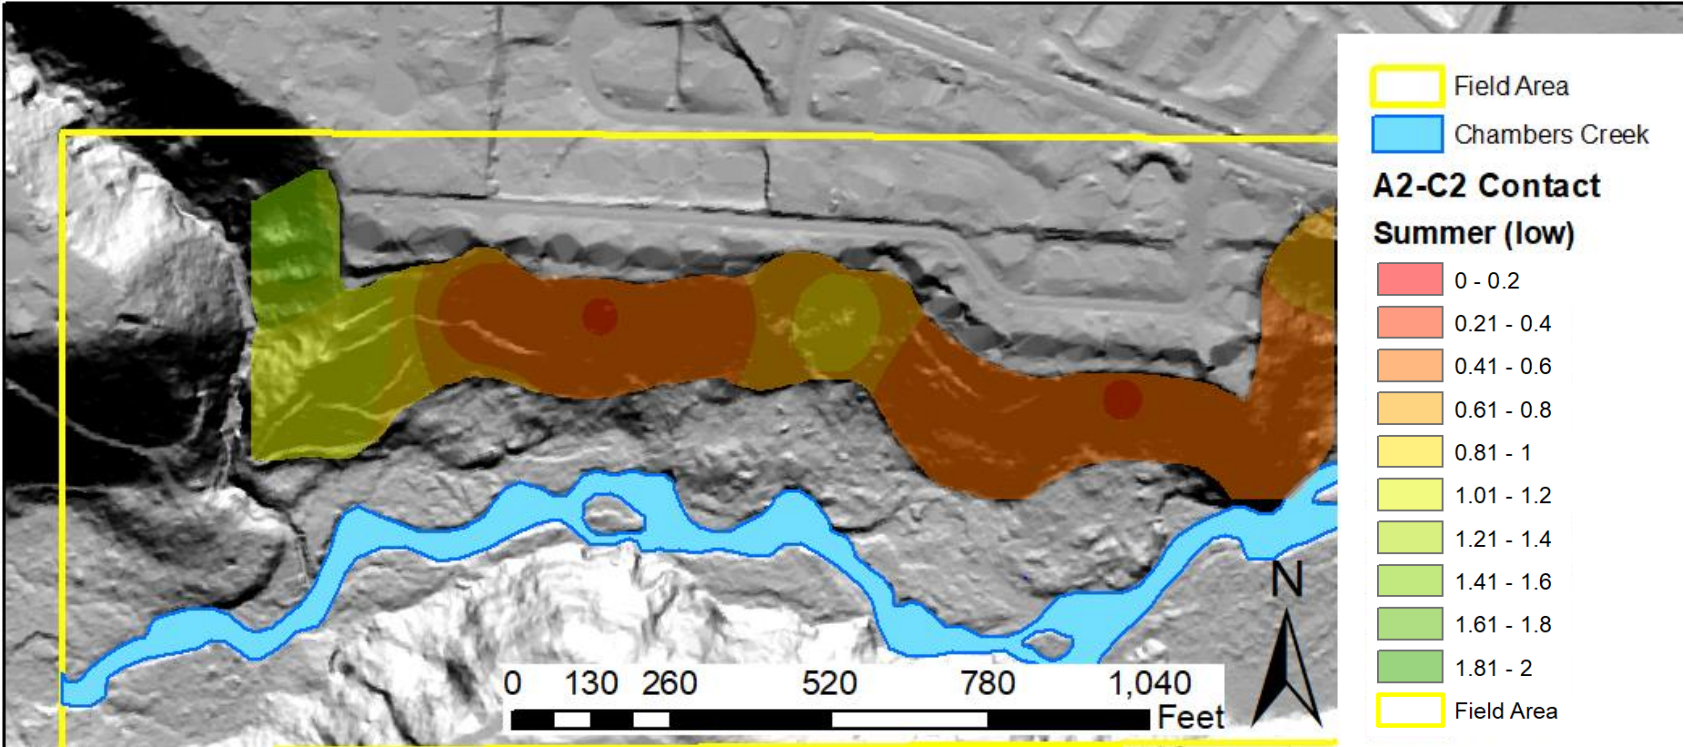 Field Area
Chambers Creek
A2-C2 Contact
Summer (low)
0 - 0.2
0.21 - 0.4
0.41 - 0.6
0.61 - 0.8
0.81 - 1
1.01 - 1.2
1.21 - 1.4
1.41 - 1.6
1.61 - 1.8
1.81 - 2
Field Area
N
0 130 260 520 780 1,040
Feet